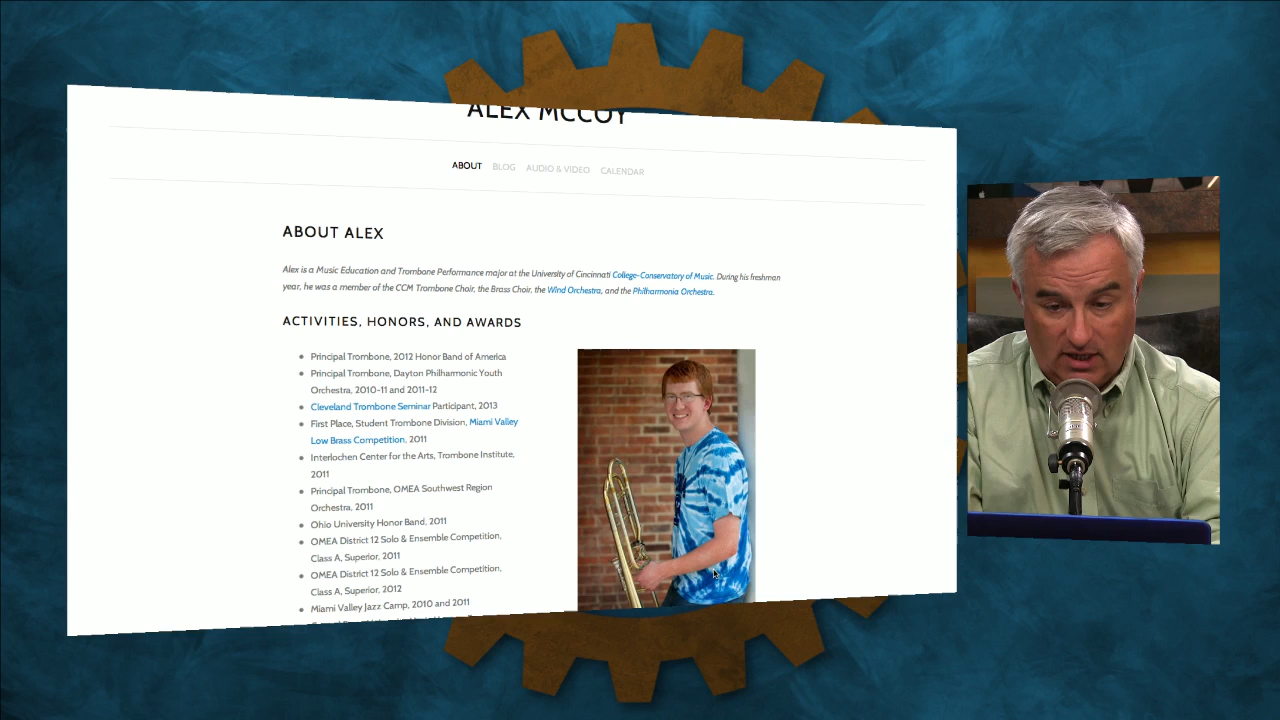 ALEX MCCOY
ABOUT BLOG AUDIO & VIDEO CALENDAR
ABOUT ALEX
Alex is a Music Education and Trombone Performance major at the University of Cincinnati College-Conservatory of Music. During his freshman
year, he was a member of the CCM Trombone Choir, the Brass Choir, the Wind Orchestra, and the Philharmonia Orchestra.
ACTIVITIES, HONORS, AND AWARDS
Principal Trombone, 2012 Honor Band of America
Principal Trombone, Dayton Philharmonic Youth
Orchestra, 2010-11 and 2011-12
Cleveland Trombone Seminar Participant, 2013
First Place, Student Trombone Division, Miami Valley
Low Brass Competition, 2011
Interlochen Center for the Arts, Trombone Institute,
2011
Principal Trombone, OMEA Southwest Region
Orchestra, 2011
Ohio University Honor Band, 2011
OMEA District 12 Solo & Ensemble Competition,
Class A, Superior, 2011
OMEA District 12 Solo & Ensemble Competition,
Class A, Superior, 2012
Miami Valley Jazz Camp, 2010 and 2011